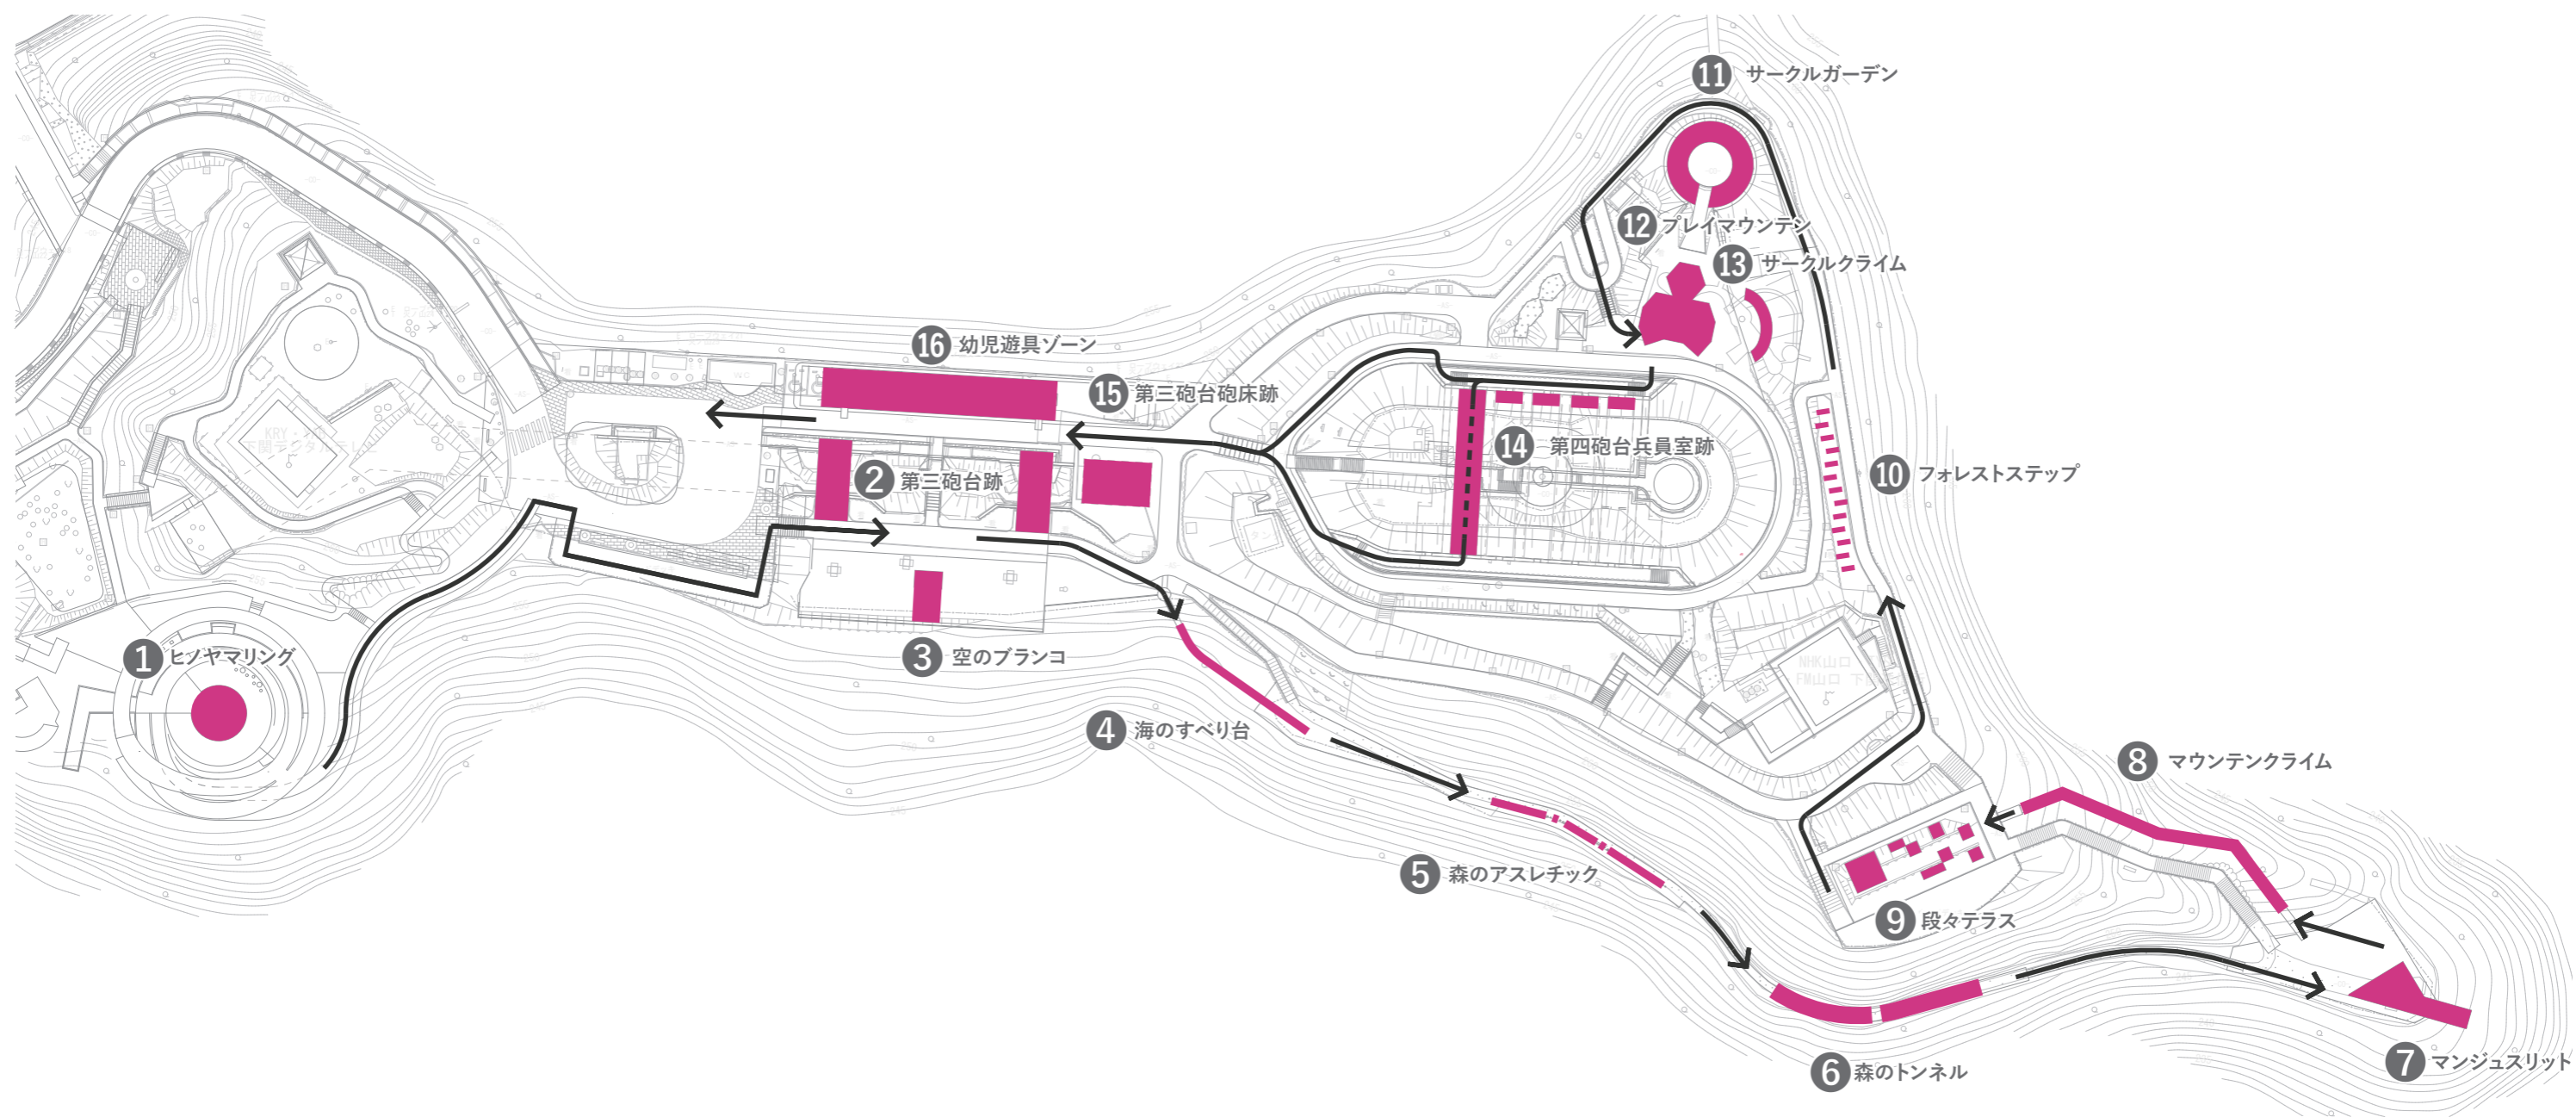 1 ヒノヤマリング
2 第三砲台跡
3 空のブランコ
4 海のすべり台
5 森のアスレチック
6 森のトンネル
7 マンジュスリット
8 マウンテンクライム
9 段々テラス
10 フォレストステップ
11 サークルガーデン
12 プレイマウンテン
13 サークルクライム
14 第四砲台兵員室跡
15 第三砲台砲床跡
16 幼児遊具ゾーン
NHK山口